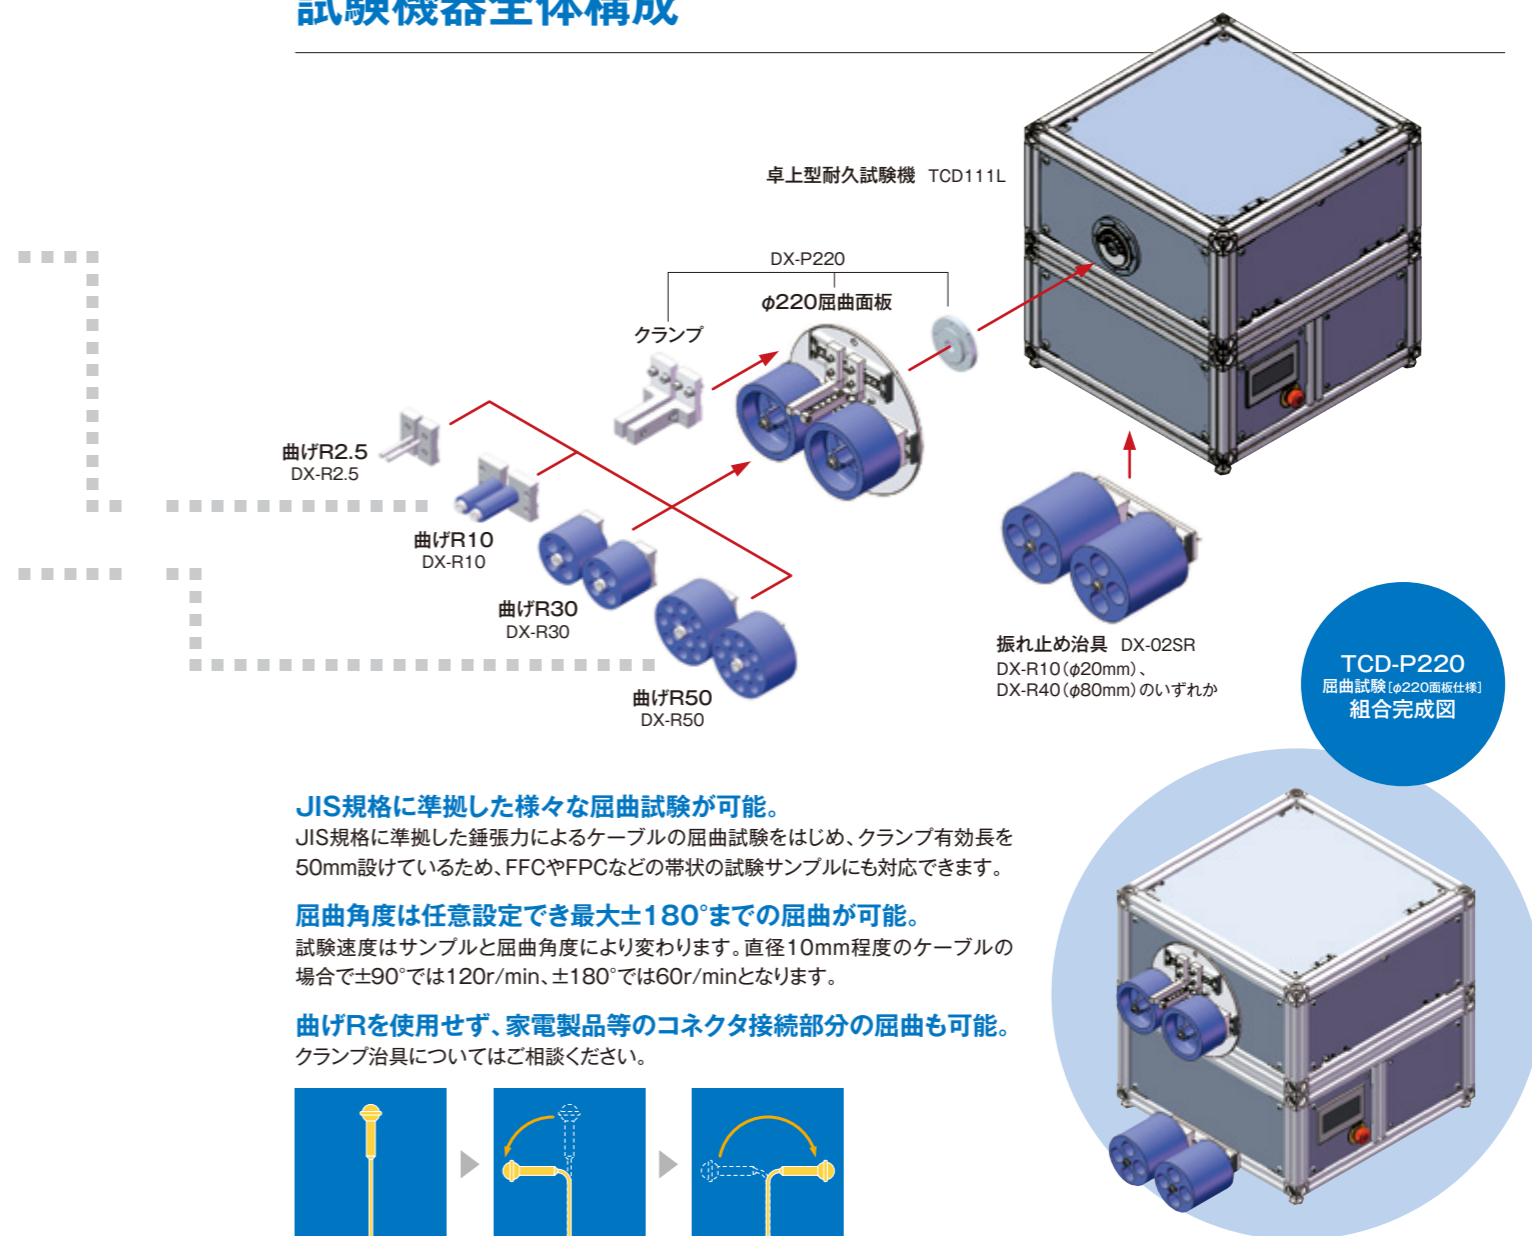 試験機器全体構成
卓上型耐久試験機 TCD111L
DX-P220
φ220屈曲面板
クランプ
曲げR2.5
DX-R2.5
曲げR10
DX-R10
曲げR30
DX-R30
曲げR50
DX-R50
振れ止め治具 DX-02SR
DX-R10(φ20mm)、
DX-R40(φ80mm)のいずれか
TCD-P220
屈曲試験[φ220面板仕様]
組合完成図
JIS規格に準拠した様々な屈曲試験が可能。
JIS規格に準拠した錘張力によるケーブルの屈曲試験をはじめ、クランプ有効長を
50mm設けているため、FFCやFPCなどの帯状の試験サンプルにも対応できます。
屈曲角度は任意設定でき最大±180°までの屈曲が可能。
試験速度はサンプルと屈曲角度により変わります。直径10mm程度のケーブルの
場合で±90°では120r/min、±180°では60r/minとなります。
曲げRを使用せず、家電製品等のコネクタ接続部分の屈曲も可能。
クランプ治具についてはご相談ください。